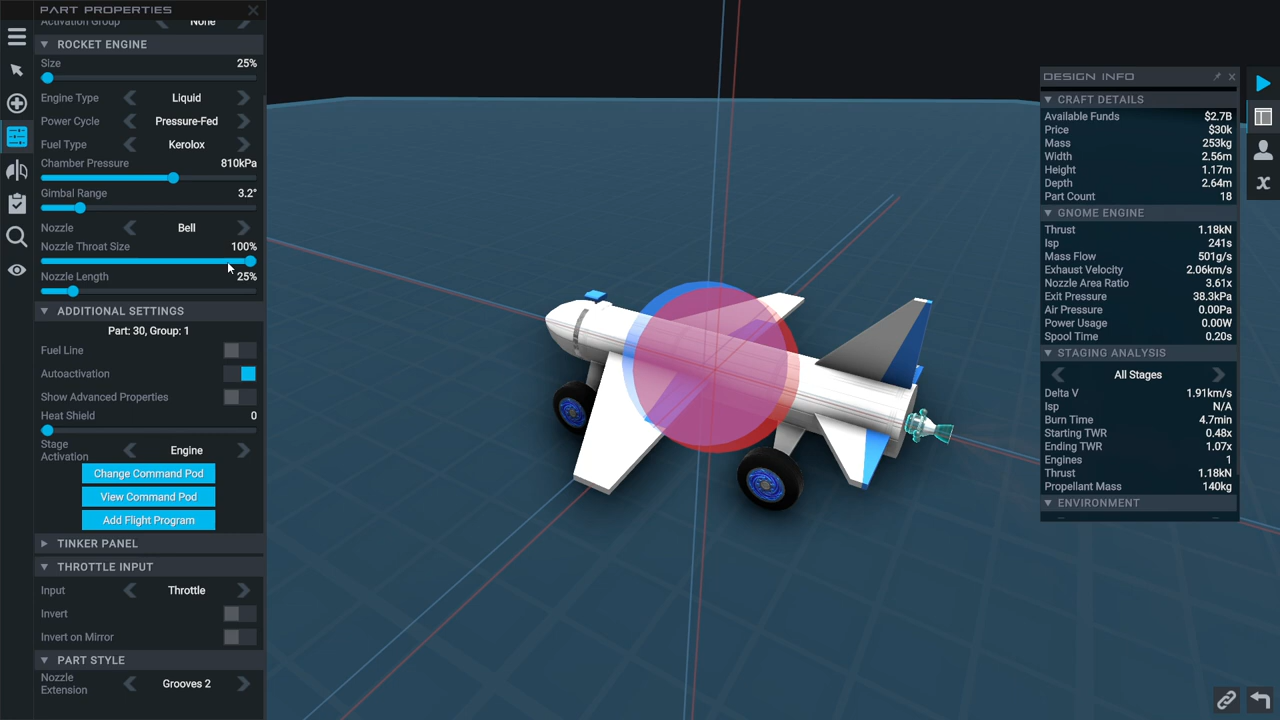 PART PROPERTIES
Activation Group None
ROCKET ENGINE
Size 25%
Engine Type Liquid
Power Cycle Pressure-Fed
Fuel Type Kerolox
Chamber Pressure 810kPa
Gimbal Range 3.2°
Nozzle Bell
Nozzle Throat Size 100%
Nozzle Length 25%
ADDITIONAL SETTINGS
Part: 30, Group: 1
Fuel Line
Autoactivation
Show Advanced Properties
Heat Shield 0
Stage
Activation Engine
Change Command Pod
View Command Pod
Add Flight Program
TINKER PANEL
THROTTLE INPUT
Input Throttle
Invert
Invert on Mirror
PART STYLE
Nozzle
Extension Grooves 2
DESIGN INFO
CRAFT DETAILS
Available Funds $2.7B
Price $30k
Mass 253kg
Width 2.56m
Height 1.17m
Depth 2.64m
Part Count 18
GNOME ENGINE
Thrust 1.18kN
Isp 241s
Mass Flow 501g/s
Exhaust Velocity 2.06km/s
Nozzle Area Ratio 3.61x
Exit Pressure 38.3kPa
Air Pressure 0.00Pa
Power Usage 0.00W
Spool Time 0.20s
STAGING ANALYSIS
All Stages
Delta V 1.91km/s
Isp N/A
Burn Time 4.7min
Starting TWR 0.48x
Ending TWR 1.07x
Engines 1
Thrust 1.18kN
Propellant Mass 140kg
ENVIRONMENT